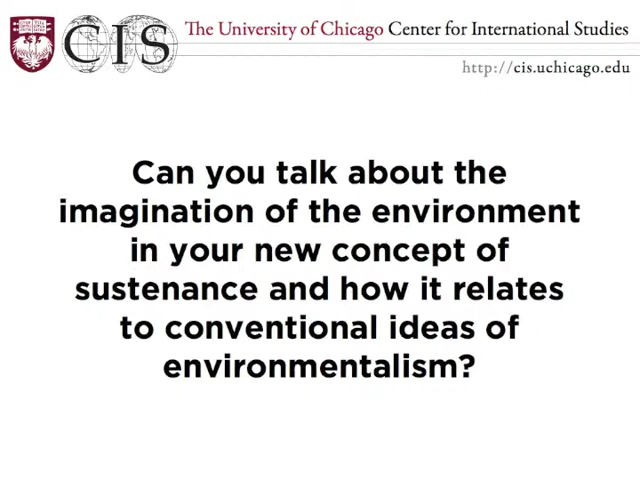 CIS The University of Chicago Center for International Studies
http://cis.uchicago.edu
Can you talk about the
imagination of the environment
in your new concept of
sustenance and how it relates
to conventional ideas of
environmentalism?